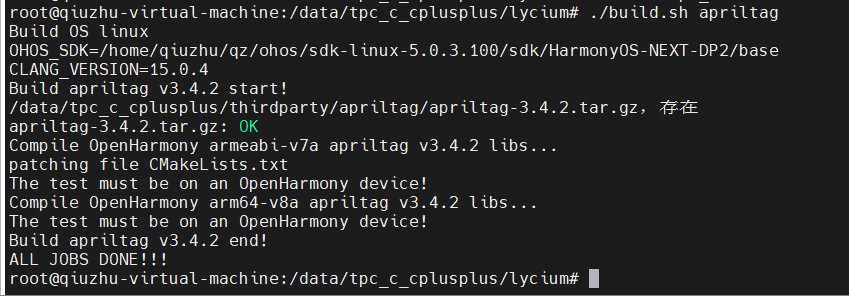 root@qiuzhu-virtual-machine:/data/tpc_c_cplusplus/lycium# ./build.sh apriltag
Build OS linux
OHOS_SDK=/home/qiuzhu/qz/ohos/sdk-linux-5.0.3.100/sdk/HarmonyOS-NEXT-DP2/base
CLANG_VERSION=15.0.4
Build apriltag v3.4.2 start!
/data/tpc_c_cplusplus/thirdparty/apriltag/apriltag-3.4.2.tar.gz，存在
apriltag-3.4.2.tar.gz: OK
Compile OpenHarmony armeabi-v7a apriltag v3.4.2 libs...
patching file CMakeLists.txt
The test must be on an OpenHarmony device!
Compile OpenHarmony arm64-v8a apriltag v3.4.2 libs...
The test must be on an OpenHarmony device!
Build apriltag v3.4.2 end!
ALL JOBS DONE!!!
root@qiuzhu-virtual-machine:/data/tpc_c_cplusplus/lycium#